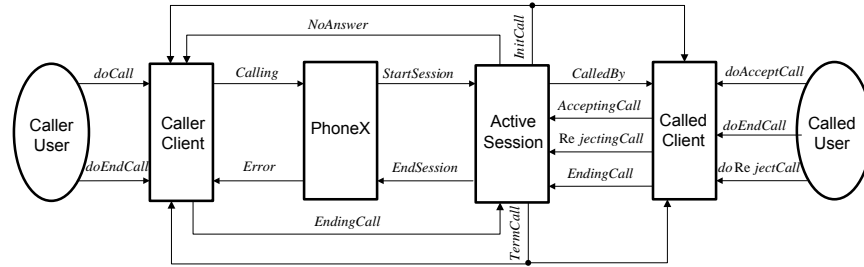 NoAnswer
InitCall
doCall
Calling
StartSession
CalledBy
doAcceptCall
AcceptingCall
Caller
User
Caller
Client
PhoneX
Active
Session
Called
Client
Called
User
doEndCall
Re jectingCall
doEndCall
Error
EndSession
EndingCall
do Re jectCall
EndingCall
TermCall